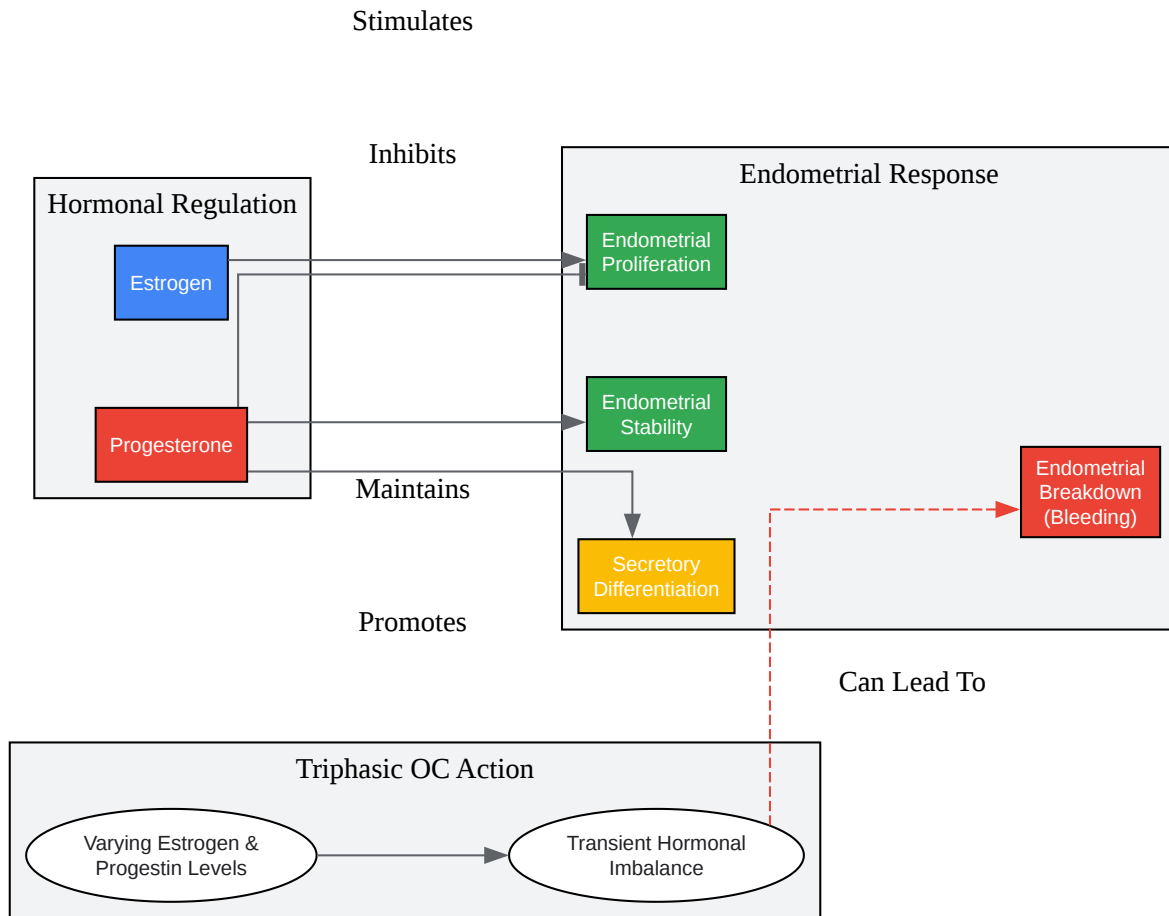 Stimulates
Inhibits
Hormonal Regulation
Endometrial Response
Estrogen
Endometrial
Proliferation
Progesterone
Endometrial
Stability
Maintains
Secretory
Differentiation
Endometrial
Breakdown
(Bleeding)
Promotes
Can Lead To
Triphasic OC Action
Varying Estrogen &
Progestin Levels
Transient Hormonal
Imbalance